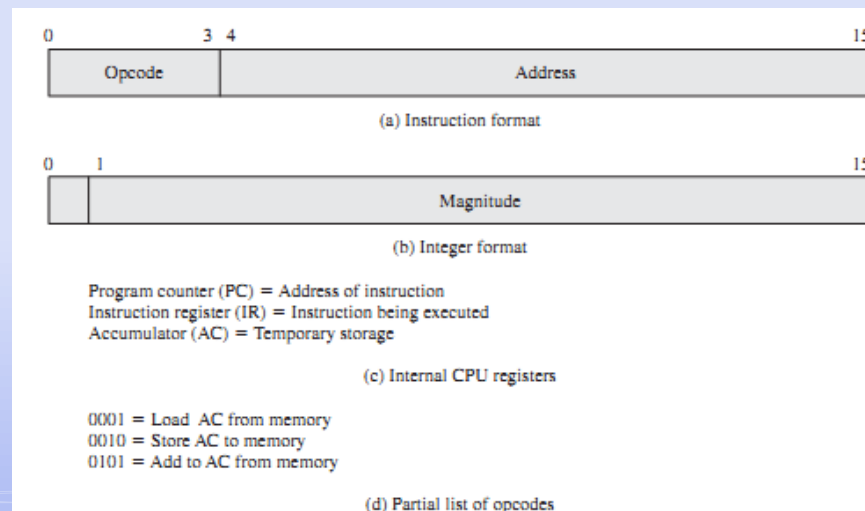 0 3 4 15
Opcode Address
(a) Instruction format
0 1 15
Magnitude
(b) Integer format
Program counter (PC) = Address of instruction
Instruction register (IR) = Instruction being executed
Accumulator (AC) = Temporary storage
(c) Internal CPU registers
0001 = Load AC from memory
0010 = Store AC to memory
0101 = Add to AC from memory
(d) Partial list of opcodes